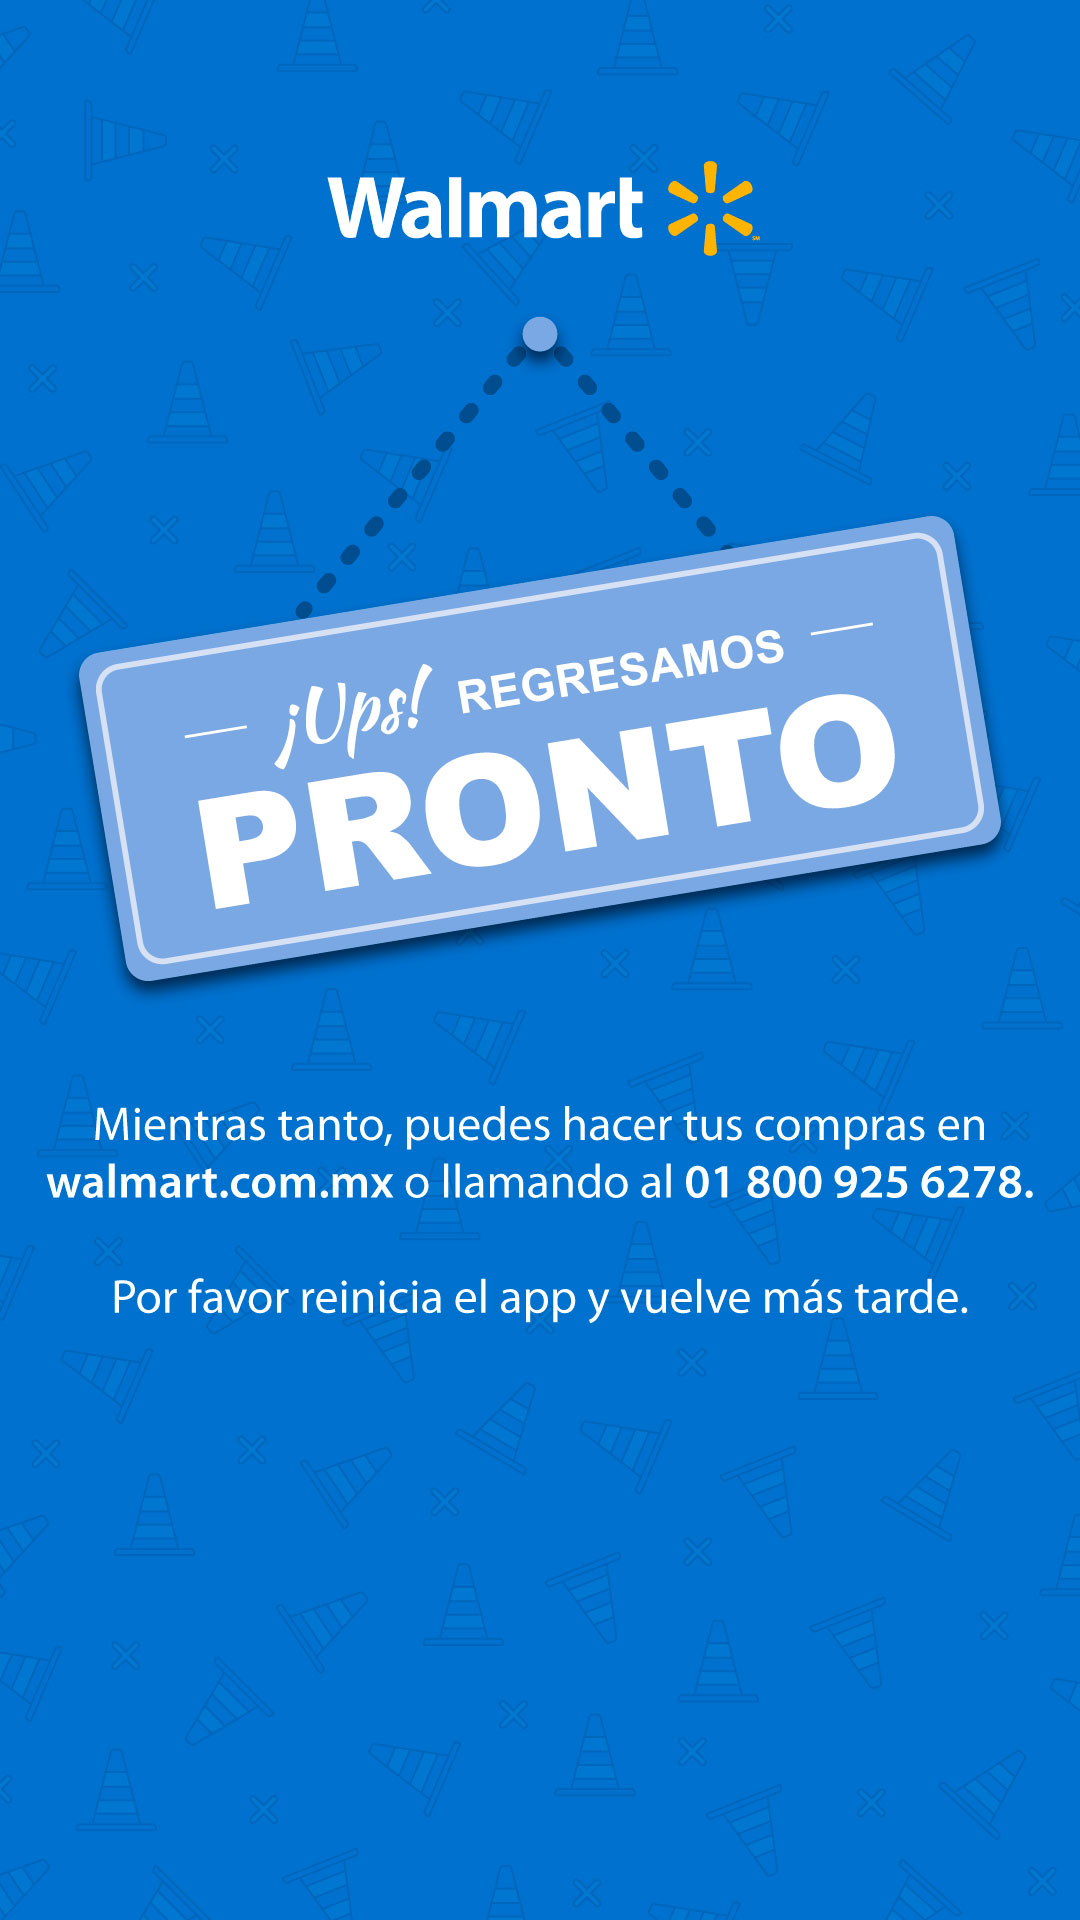 Walmart
¡Ups! REGRESAMOS
PRONTO
Mientras tanto, puedes hacer tus compras en
walmart.com.mx o llamando al 01 800 925 6278.
Por favor reinicia el app y vuelve más tarde.